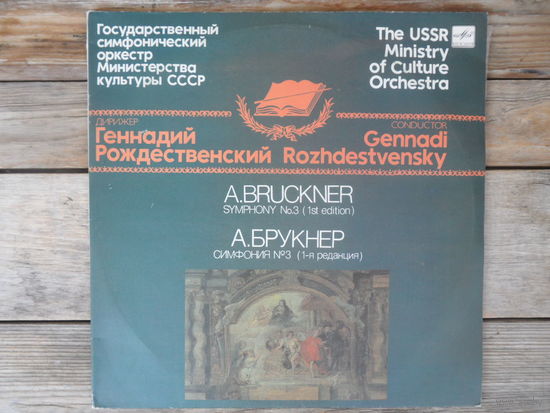 Государственный
симфонический
оркестр
Министерства
культуры СССР
The USSR
Ministry
of Culture
Orchestra
ДИРИЖЕР
Геннадий
Рождественский
CONDUCTOR
Gennadi
Rozhdestvensky
A.BRUCKNER
SYMPHONY No.3 (1st edition)
А.БРУКНЕР
СИМФОНИЯ №3 (1-я редакция)